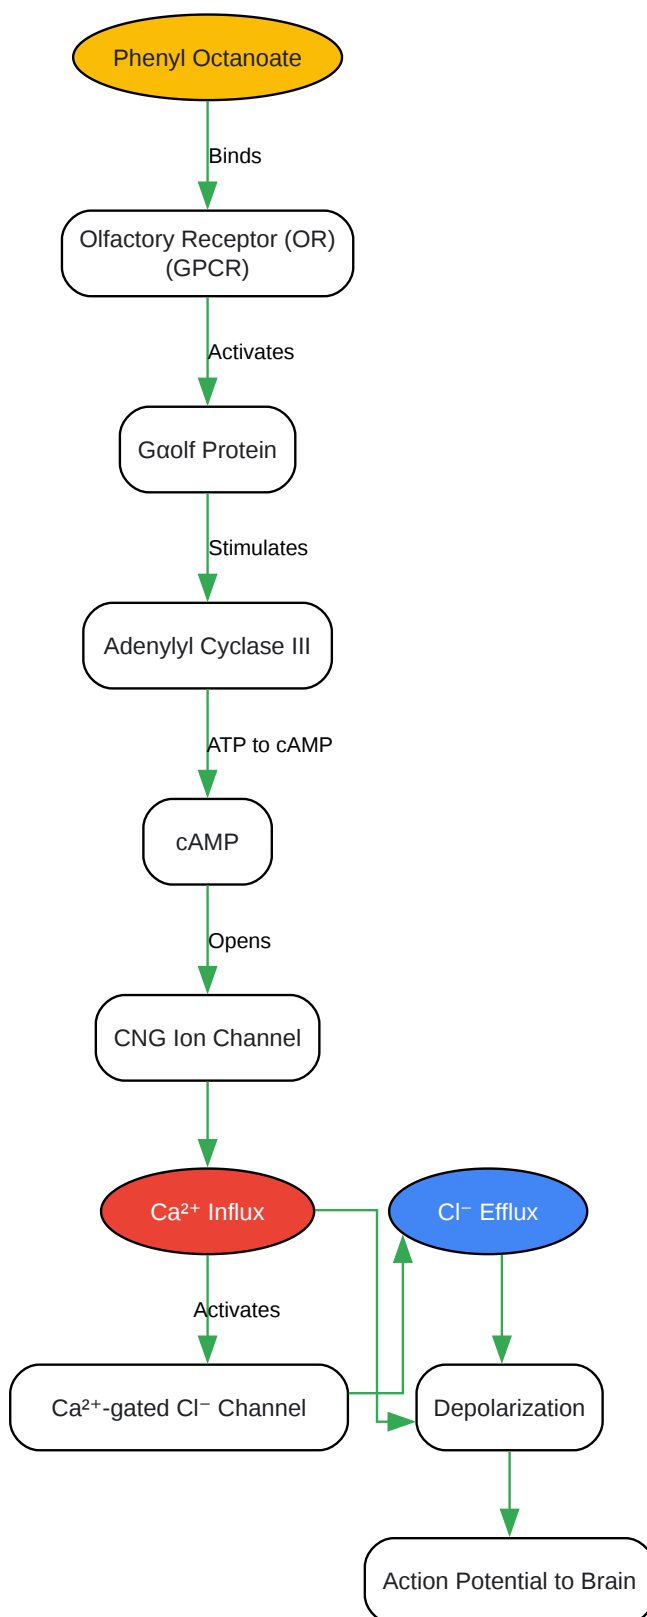 Phenyl Octanoate
Binds
Olfactory Receptor (OR)
(GPCR)
Activates
Gαolf Protein
Stimulates
Adenylyl Cyclase III
ATP to cAMP
cAMP
Opens
CNG Ion Channel
Ca²⁺ Influx
Cl⁻ Efflux
Activates
Ca²⁺-gated Cl⁻ Channel
Depolarization
Action Potential to Brain